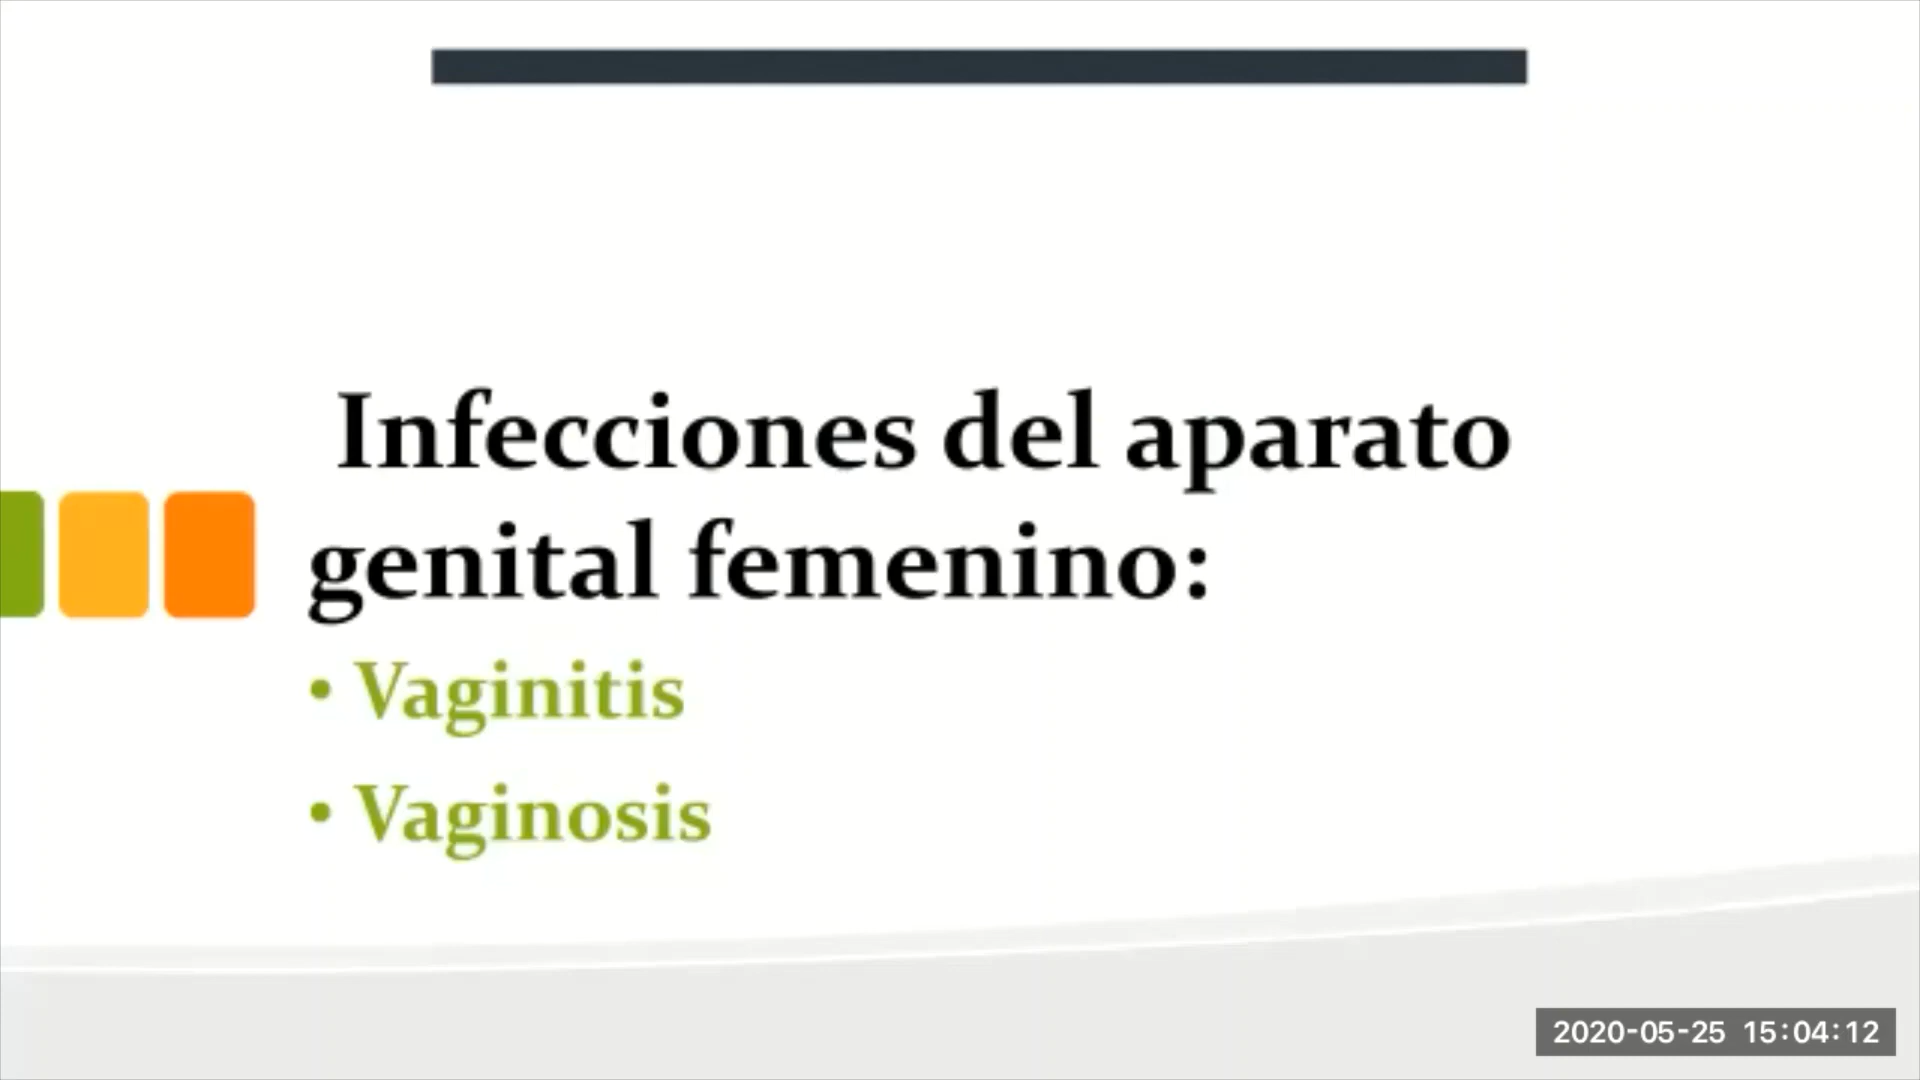 Infecciones del aparato
genital femenino:
• Vaginitis
• Vaginosis
2020-05-25 15:04:12